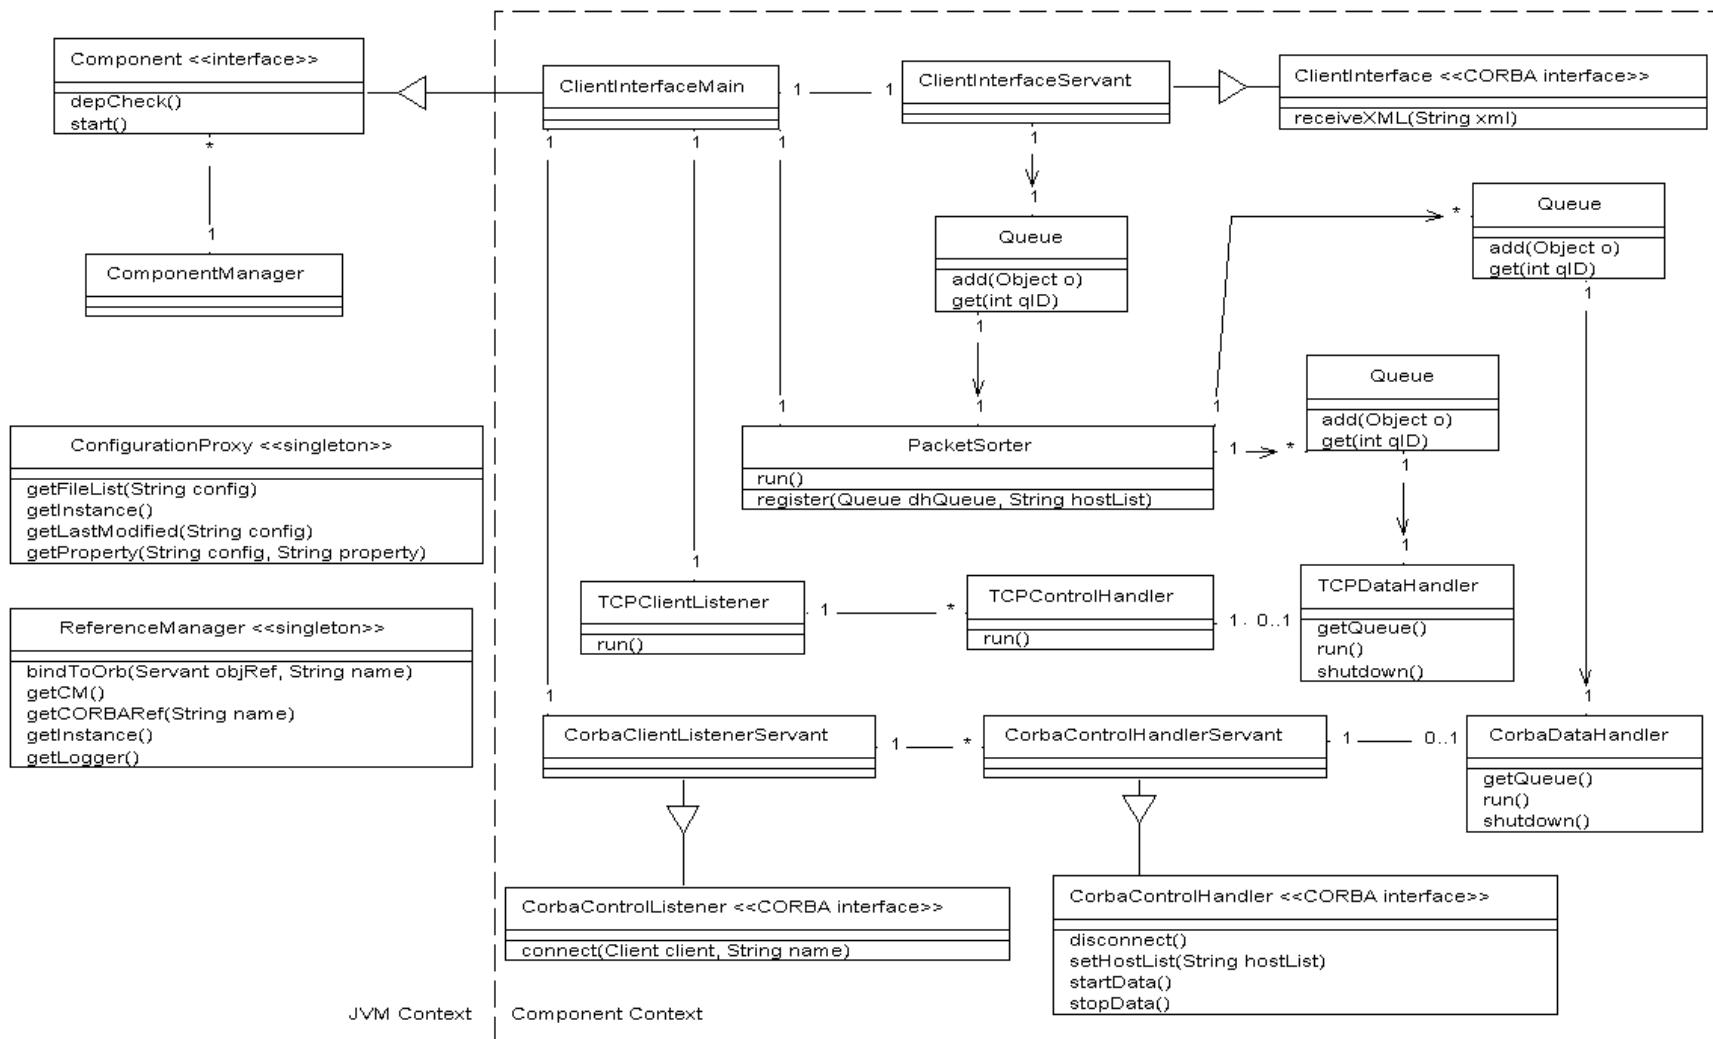 Component <<interface>>
depCheck()
start()
*
1
ComponentManager
ConfigurationProxy <<singleton>>
getFileList(String config)
getInstance()
getLastModified(String config)
getProperty(String config, String property)
ReferenceManager <<singleton>>
bindToOrb(Servant objRef, String name)
getCM()
getCORBARef(String name)
getInstance()
getLogger()
JVM Context
ClientInterfaceMain
1 1
ClientInterfaceServant
ClientInterface <<CORBA interface>>
receiveXML(String xml)
1 1 1 1
1
Queue
add(Object o)
get(int qID)
1
1
1
1
*
Queue
add(Object o)
get(int qID)
1
PacketSorter
run()
register(Queue dhQueue, String hostList)
1 *
Queue
add(Object o)
get(int qID)
1
1
1
TCPClientListener
run()
1 *
TCPControlHandler
run()
1 0..1
TCPDataHandler
getQueue()
run()
shutdown()
1
1
CorbaClientListenerServant
1 *
CorbaControlHandlerServant
1 0..1
CorbaDataHandler
getQueue()
run()
shutdown()
CorbaControlListener <<CORBA interface>>
connect(Client client, String name)
CorbaControlHandler <<CORBA interface>>
disconnect()
setHostList(String hostList)
startData()
stopData()
Component Context